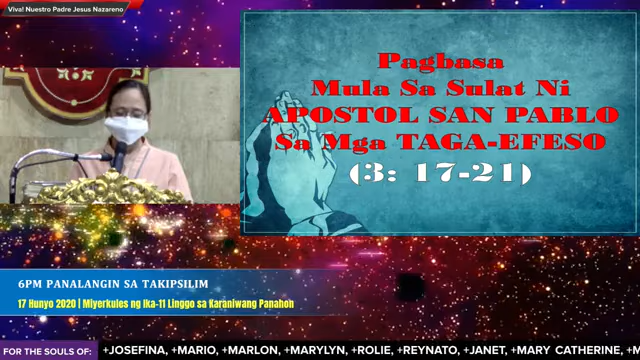 Viva! Nuestro Padre Jesus Nazareno
Pagbasa
Mula Sa Sulat Ni
APOSTOL SAN PABLO
Sa Mga TAGA-EFESO
(3: 17-21)
6PM PANALANGIN SA TAKIPSILIM
17 Hunyo 2020 | Miyerkules ng Ika-11 Linggo sa Karaniwang Panahon
FOR THE SOULS OF: +JOSEFINA, +MARIO, +MARLON, +MARYLYN, +ROLIE, +REYNATO, +JANET, +MARY CATHERINE, +M